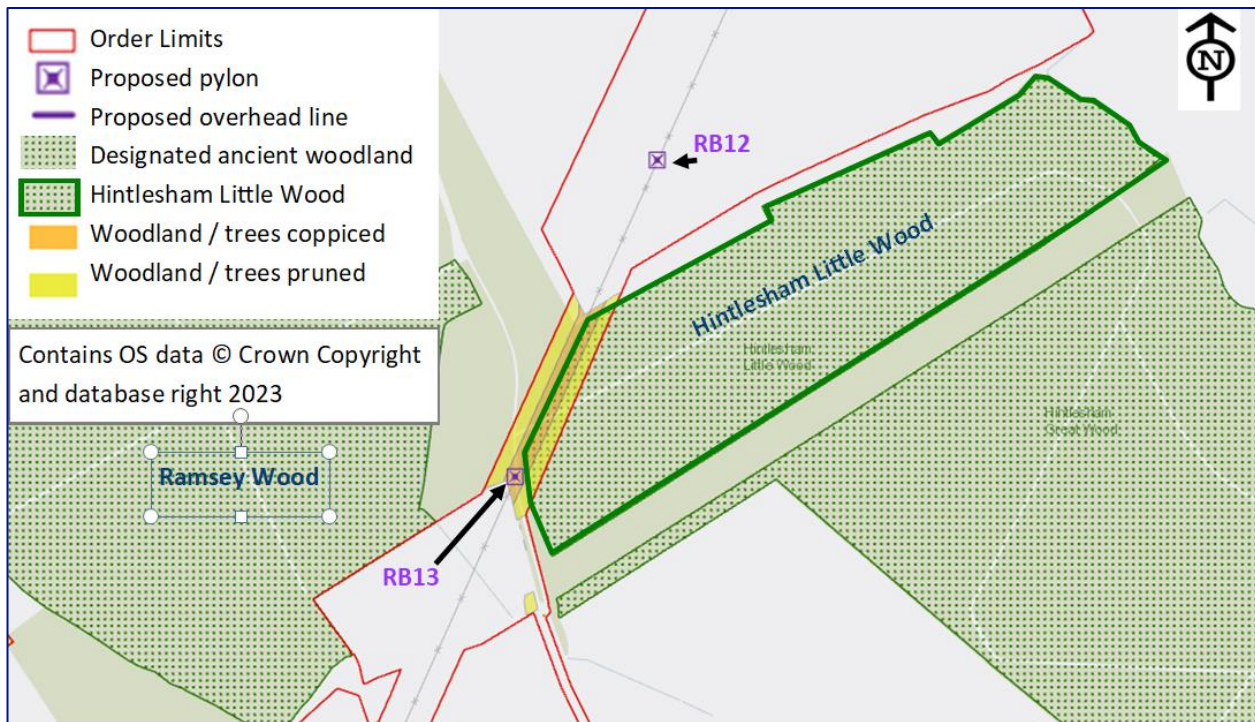 Order Limits
Proposed pylon
Proposed overhead line
Designated ancient woodland
Hintlesham Little Wood
Woodland / trees coppiced
Woodland / trees pruned
Contains OS data © Crown Copyright
and database right 2023
N
RB12
Hintlesham Little Wood
Hintlesham
Little Wood
Hintlesham
Great Wood
Ramsey Wood
RB13